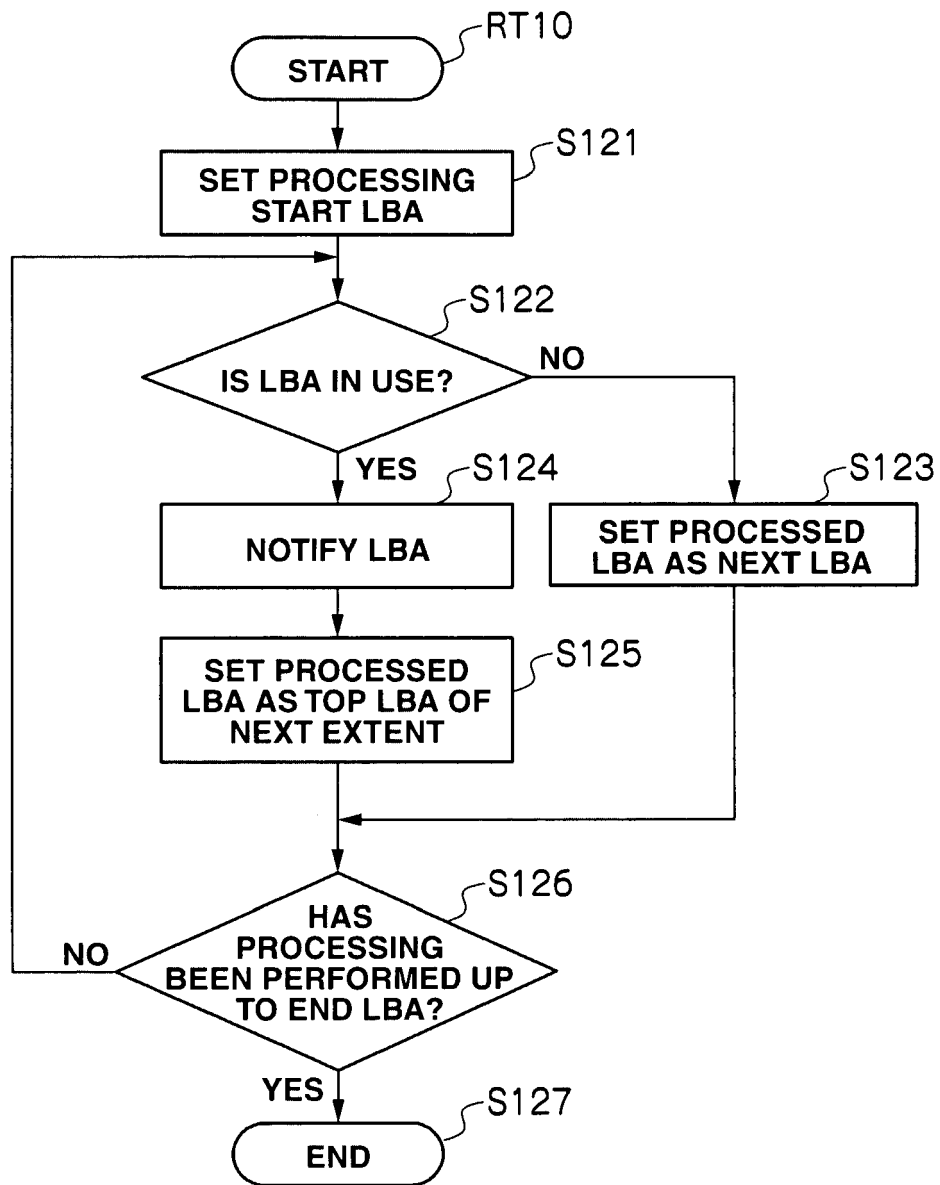 RT10
START
S121
SET PROCESSING
START LBA
S122
IS LBA IN USE?
NO
YES
S124
NOTIFY LBA
S123
SET PROCESSED
LBA AS NEXT LBA
S125
SET PROCESSED
LBA AS TOP LBA OF
NEXT EXTENT
S126
HAS
PROCESSING
BEEN PERFORMED UP
TO END LBA?
NO
YES
S127
END